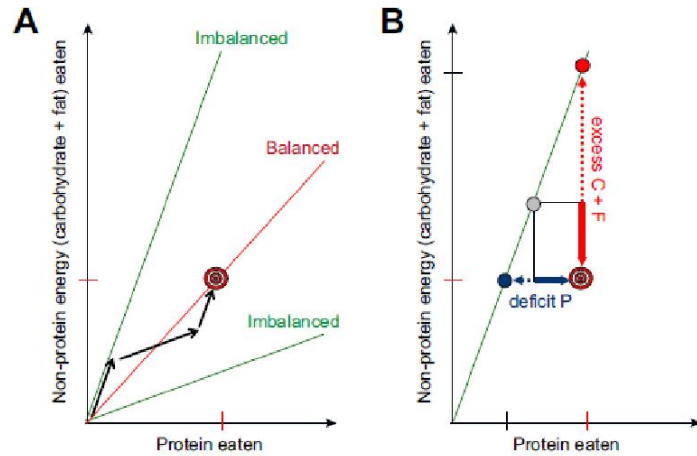 A
Imbalanced
Balanced
Imbalanced
Non-protein energy (carbohydrate + fat) eaten
Protein eaten
B
excess C + F
deficit P
Non-protein energy (carbohydrate + fat) eaten
Protein eaten